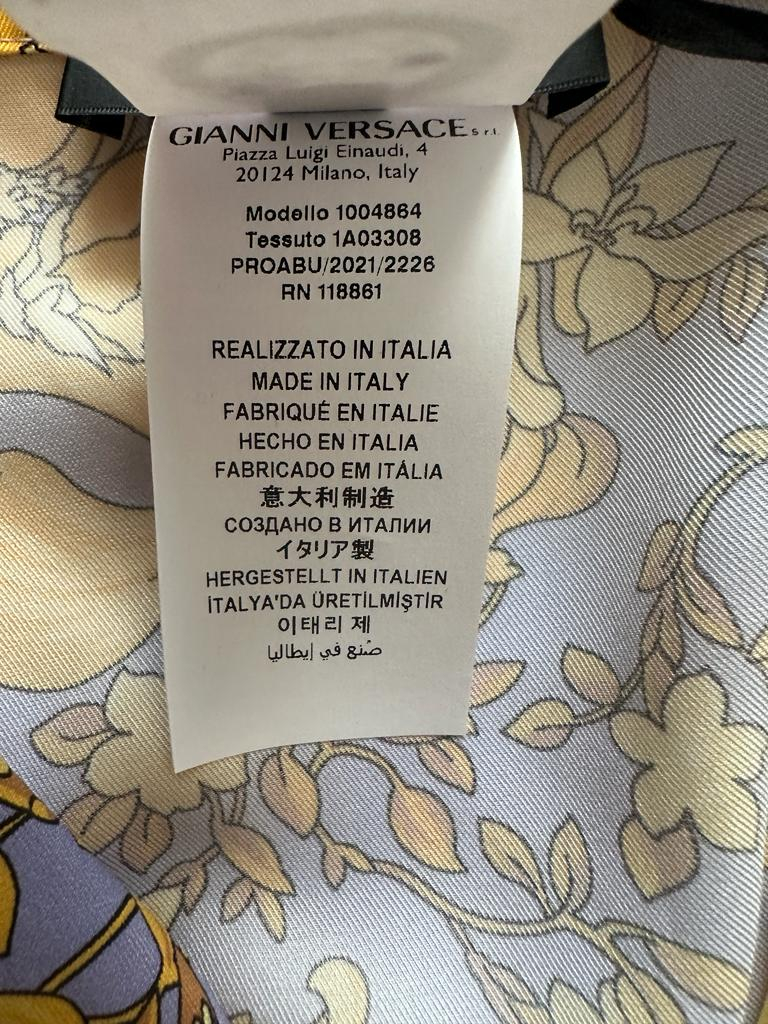 GIANNI VERSACE s.r.l.
Piazza Luigi Einaudi, 4
20124 Milano, Italy
Modello 1004864
Tessuto 1A03308
PROABU/2021/2226
RN 118861
REALIZZATO IN ITALIA
MADE IN ITALY
FABRIQUÉ EN ITALIE
HECHO EN ITALIA
FABRICADO EM ITÁLIA
意大利制造
СОЗДАНО В ИТАЛИИ
イタリア製
HERGESTELLT IN ITALIEN
İTALYA'DA ÜRETİLMİŞTİR
이태리 제
صُنع في إيطاليا